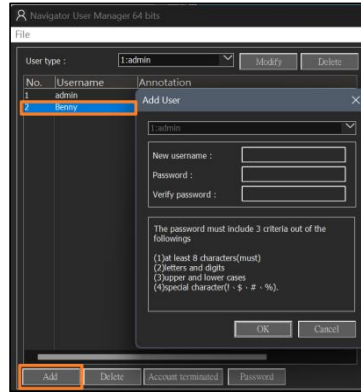 Navigator User Manager 64 bits
File
User type : 1:admin Modify Delete
No. Username Annotation
1 admin
2 Benny
Add User
1:admin
New username :
Password :
Verify password :
The password must include 3 criteria out of the
followings
(1)at least 8 characters(must)
(2)letters and digits
(3)upper and lower cases
(4)special character(! · $ · # · %).
OK Cancel
Add Delete Account terminated Password